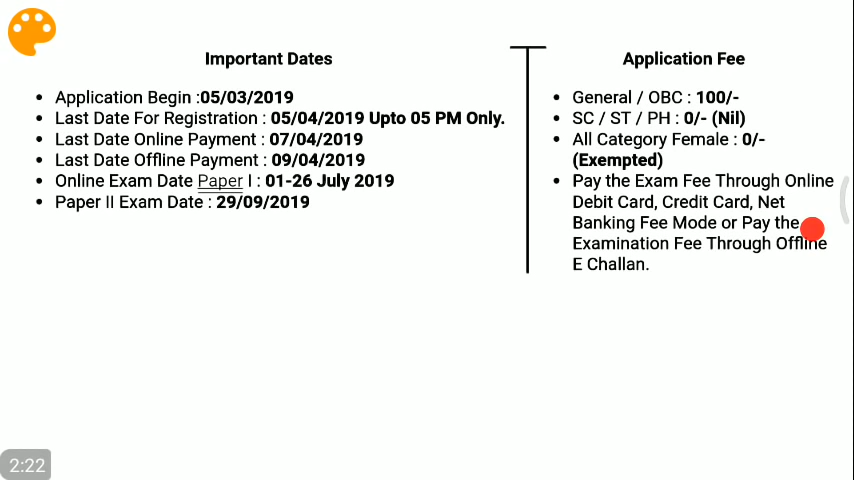 Important Dates
• Application Begin :05/03/2019
• Last Date For Registration : 05/04/2019 Upto 05 PM Only.
• Last Date Online Payment : 07/04/2019
• Last Date Offline Payment : 09/04/2019
• Online Exam Date Paper I : 01-26 July 2019
• Paper II Exam Date : 29/09/2019
Application Fee
• General / OBC : 100/-
• SC / ST / PH : 0/- (Nil)
• All Category Female : 0/-
(Exempted)
• Pay the Exam Fee Through Online
Debit Card, Credit Card, Net
Banking Fee Mode or Pay the
Examination Fee Through Offline
E Challan.
2:22